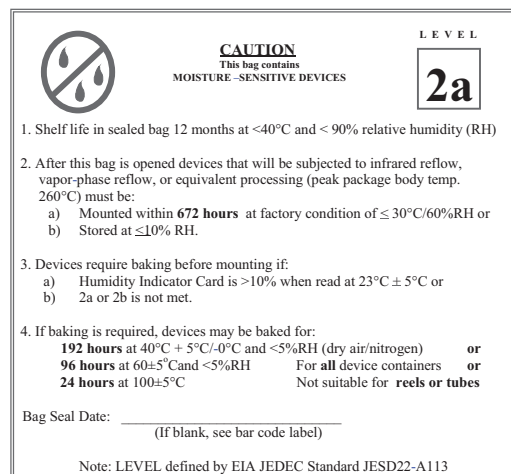 LEVEL
CAUTION
This bag contains
MOISTURE –SENSITIVE DEVICES
2a
1. Shelf life in sealed bag 12 months at <40°C and < 90% relative humidity (RH)
2. After this bag is opened devices that will be subjected to infrared reflow,
vapor-phase reflow, or equivalent processing (peak package body temp.
260°C) must be:
a) Mounted within 672 hours at factory condition of ≤ 30°C/60%RH or
b) Stored at ≤10% RH.
3. Devices require baking before mounting if:
a) Humidity Indicator Card is >10% when read at 23°C ± 5°C or
b) 2a or 2b is not met.
4. If baking is required, devices may be baked for:
192 hours at 40°C + 5°C/-0°C and <5%RH (dry air/nitrogen) or
96 hours at 60±5°Cand <5%RH For all device containers or
24 hours at 100±5°C Not suitable for reels or tubes
Bag Seal Date: ______________________________
(If blank, see bar code label)
Note: LEVEL defined by EIA JEDEC Standard JESD22-A113